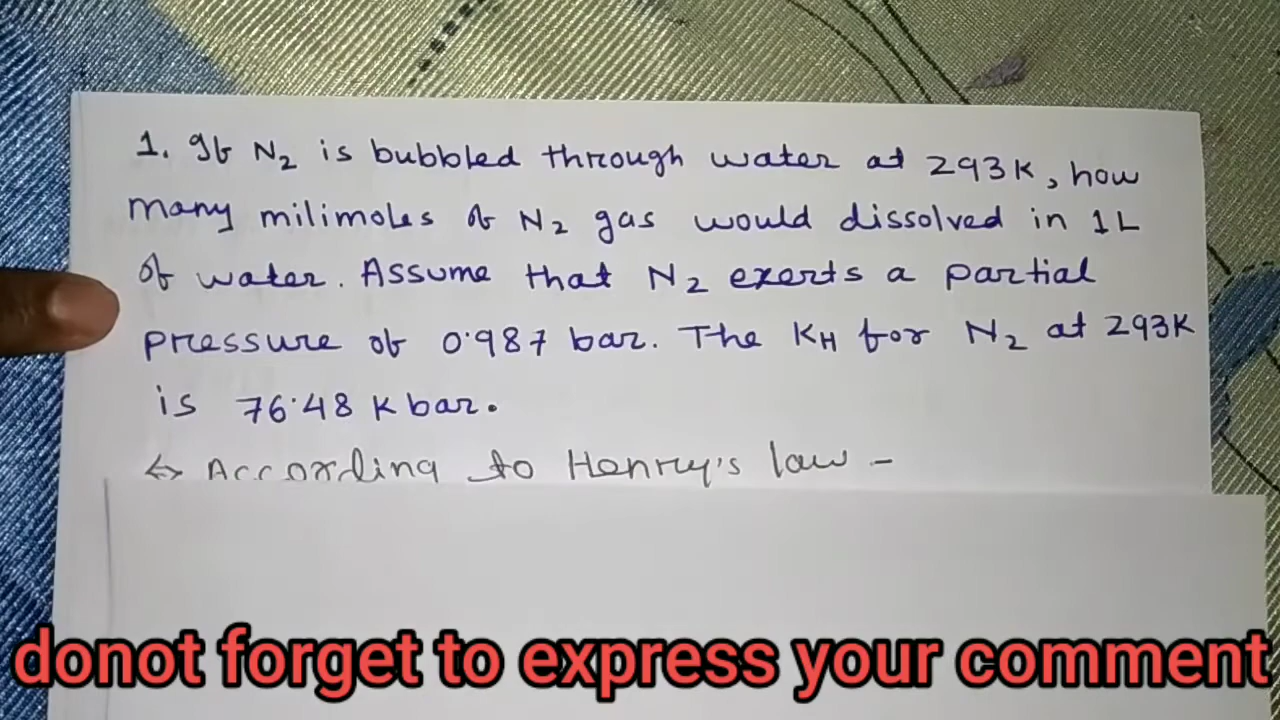 1. If N2 is bubbled through water at 293K, how
many milimoles of N2 gas would dissolved in 1L
of water. Assume that N2 exerts a partial
pressure of 0.987 bar. The KH for N2 at 293K
is 76.48 K bar.
↔ According to Henry's law -
donot forget to express your comment